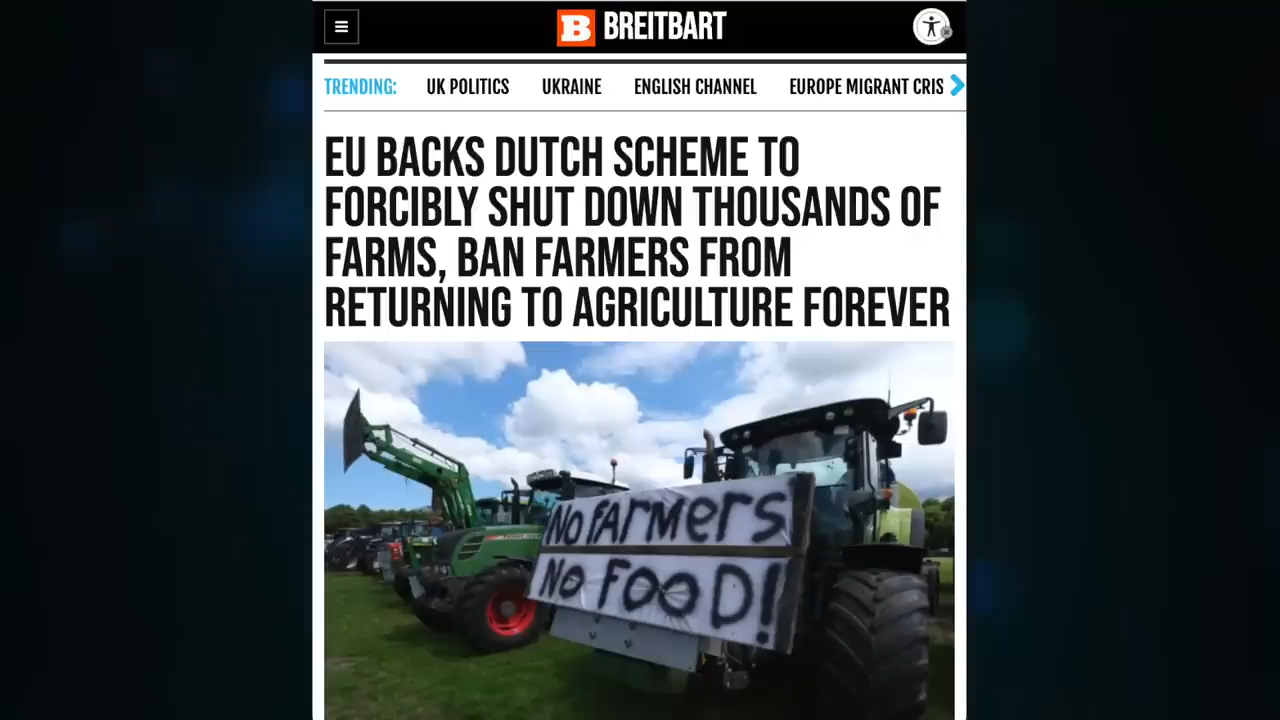 B BREITBART
TRENDING: UK POLITICS UKRAINE ENGLISH CHANNEL EUROPE MIGRANT CRIS
EU BACKS DUTCH SCHEME TO
FORCIBLY SHUT DOWN THOUSANDS OF
FARMS, BAN FARMERS FROM
RETURNING TO AGRICULTURE FOREVER
NO FARMERS
NO FOOD!